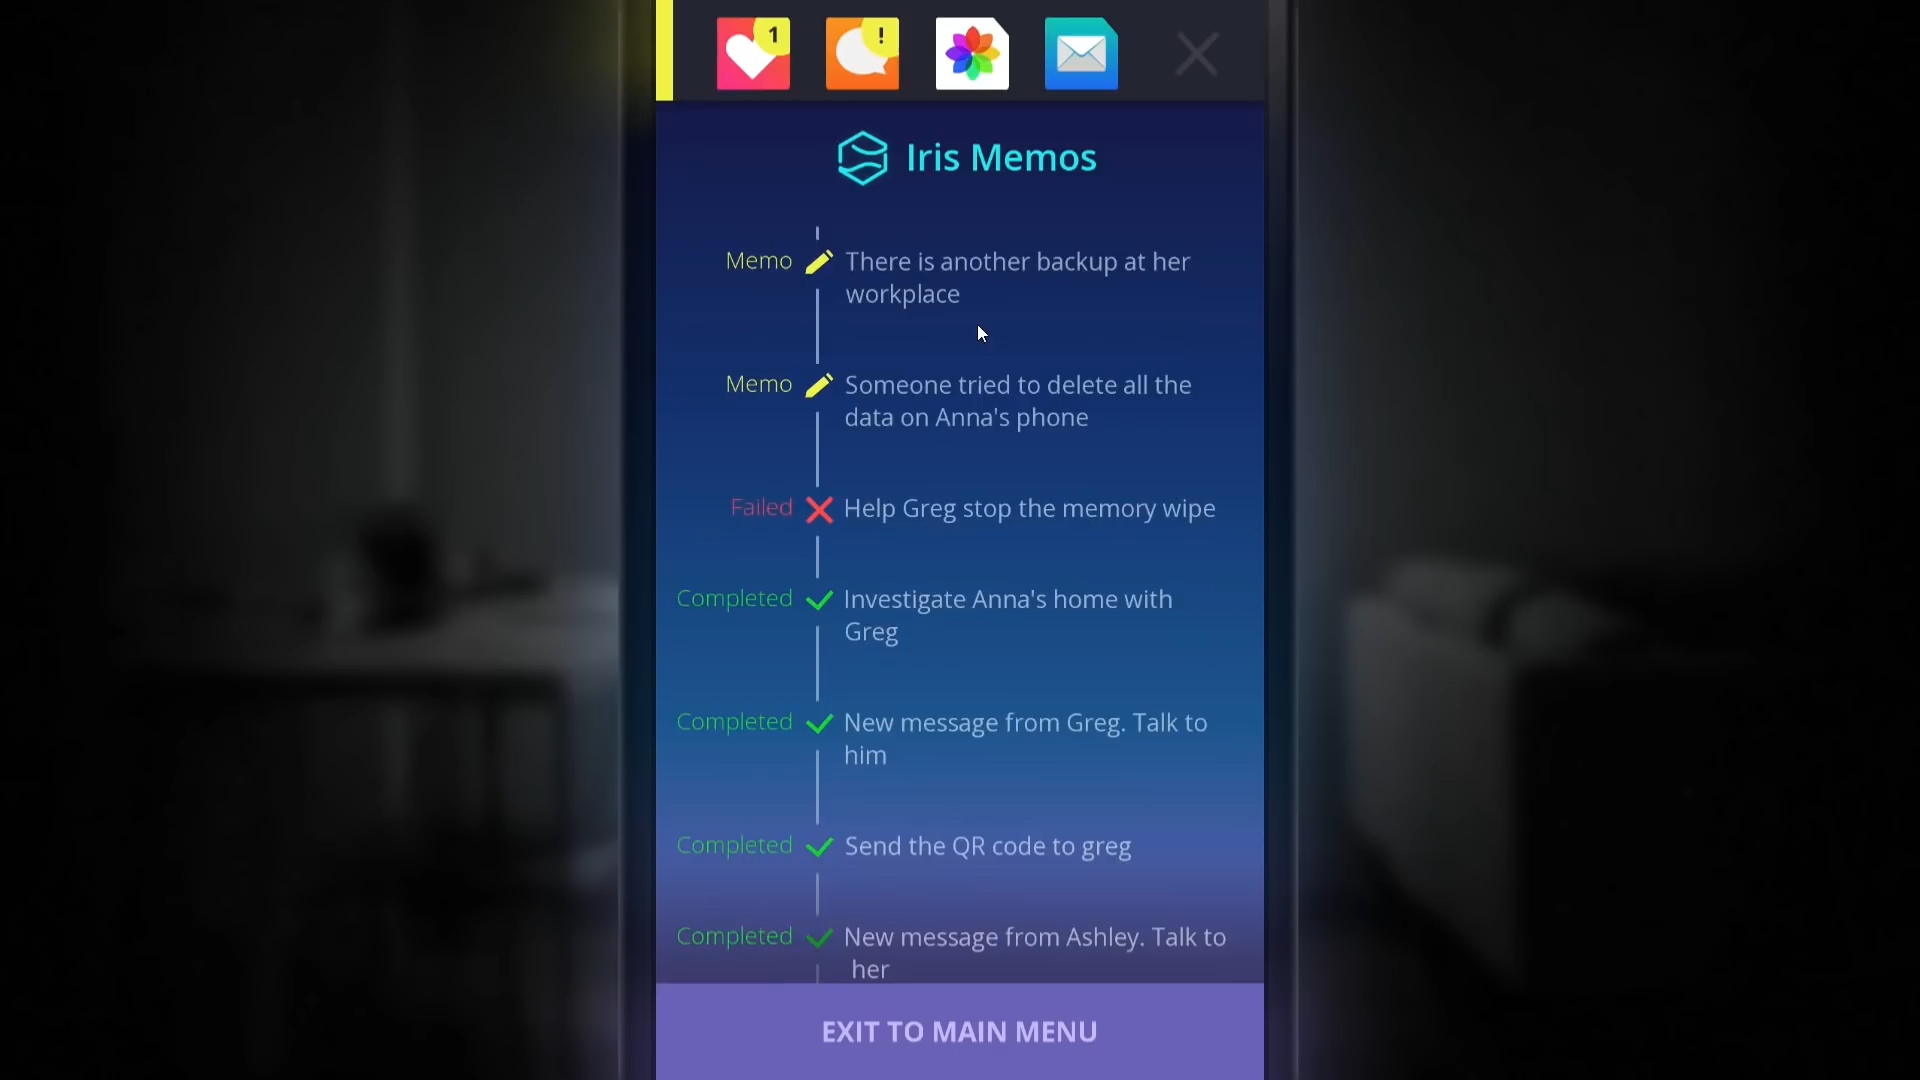 1
!
Iris Memos
Memo
There is another backup at her
workplace
Memo
Someone tried to delete all the
data on Anna's phone
Failed
Help Greg stop the memory wipe
Completed
Investigate Anna's home with
Greg
Completed
New message from Greg. Talk to
him
Completed
Send the QR code to greg
Completed
New message from Ashley. Talk to
her
EXIT TO MAIN MENU